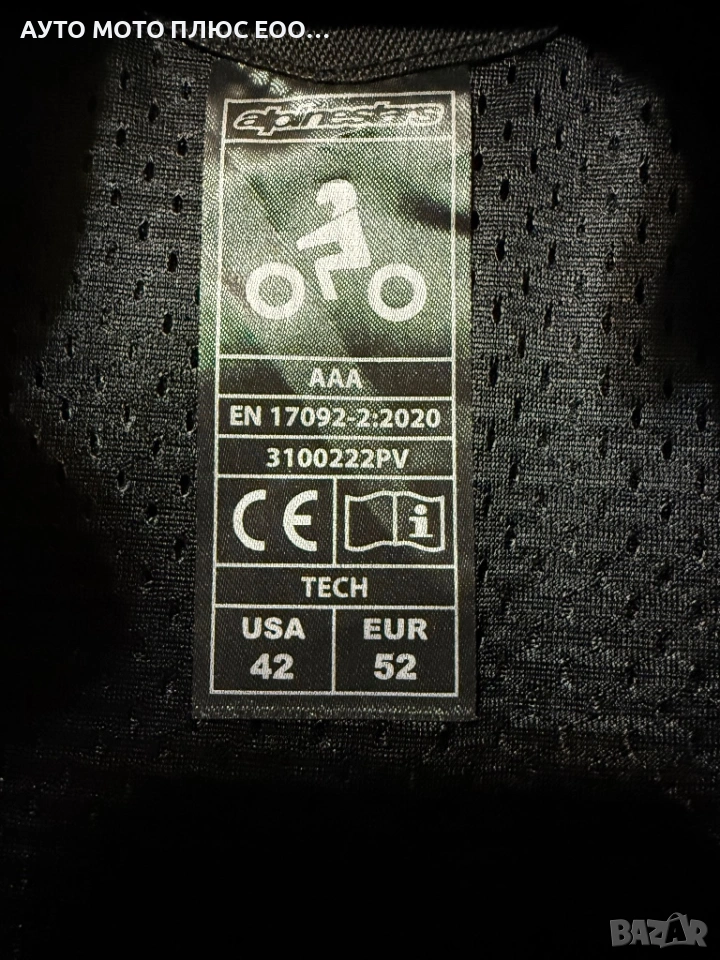 АУТО МОТО ПЛЮС ЕОО...
alpinestars
AAA
EN 17092-2:2020
3100222PV
CE i
TECH
USA EUR
42 52
BAZAR